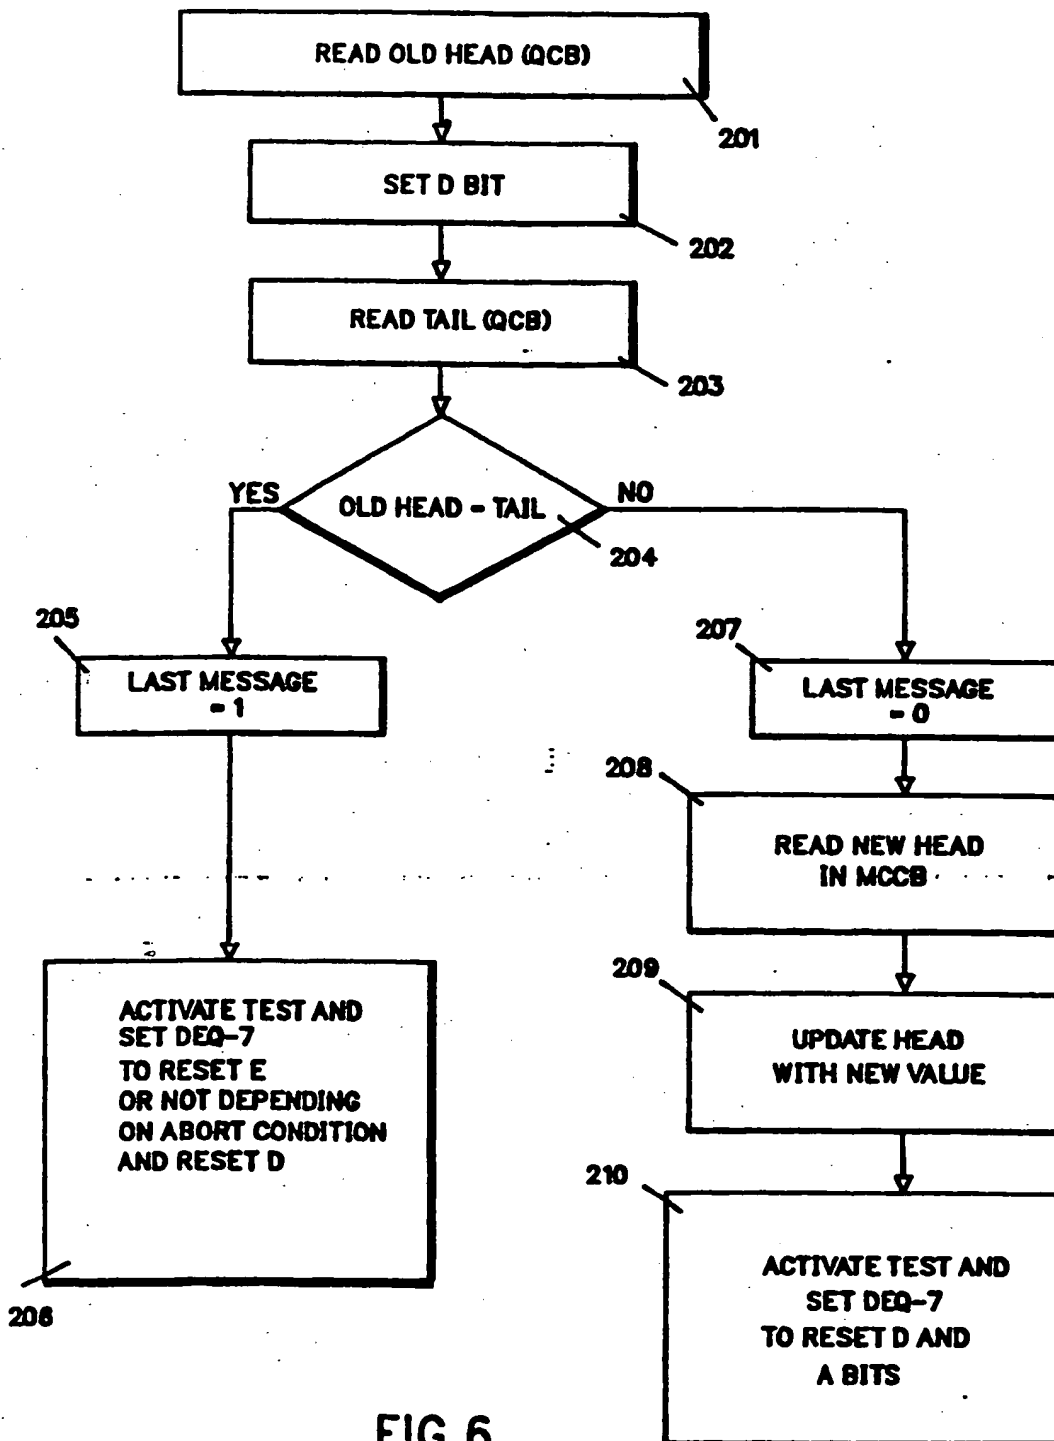 READ OLD HEAD (QCB)
201
SET D BIT
202
READ TAIL (QCB)
203
YES
OLD HEAD = TAIL
NO
204
205
LAST MESSAGE
= 1
207
LAST MESSAGE
= 0
208
READ NEW HEAD
IN MCCB
209
UPDATE HEAD
WITH NEW VALUE
ACTIVATE TEST AND
SET DEQ-7
TO RESET E
OR NOT DEPENDING
ON ABORT CONDITION
AND RESET D
206
210
ACTIVATE TEST AND
SET DEQ-7
TO RESET D AND
A BITS
FIG. 6